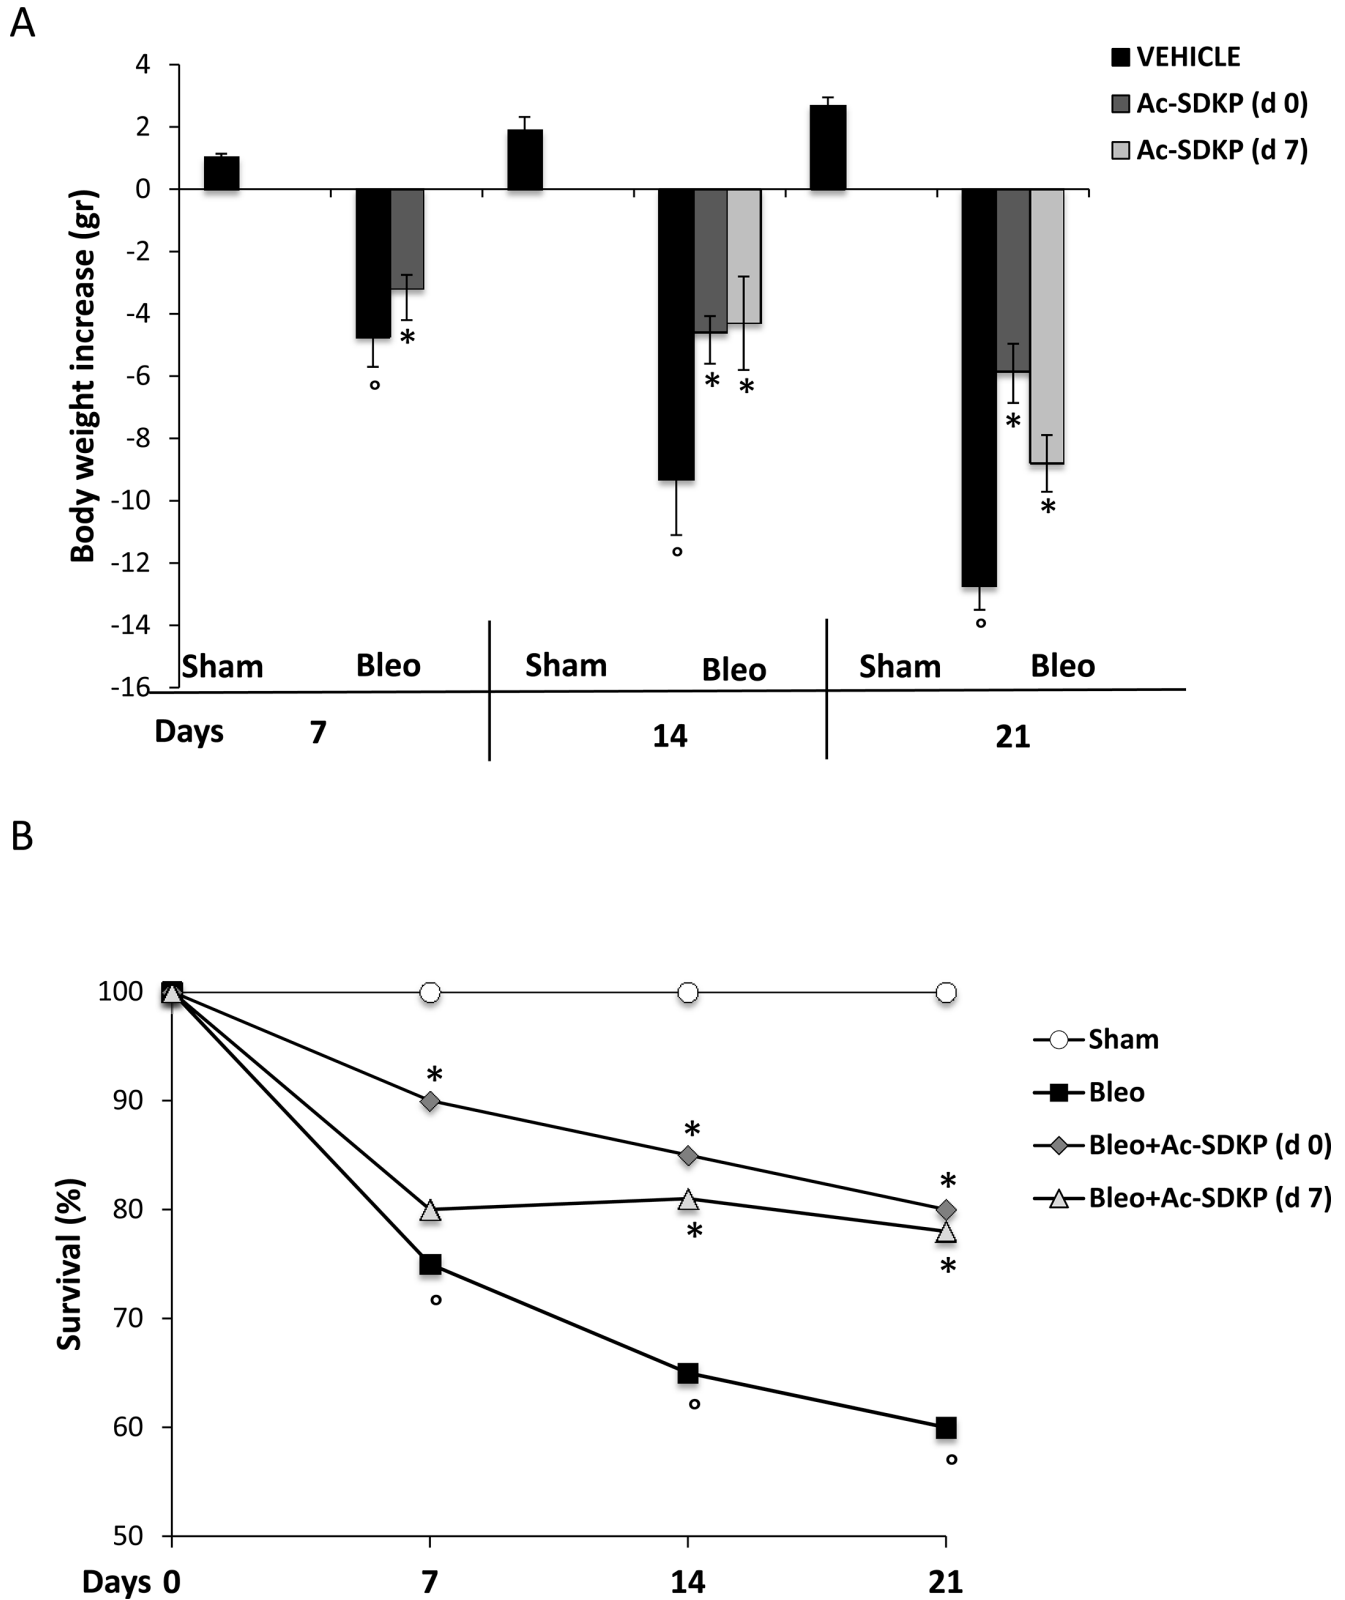 A
VEHICLE
Ac-SDKP (d 0)
Ac-SDKP (d 7)
Body weight increase (gr)
4
2
0
-2
-4
-6
-8
-10
-12
-14
-16
°
*
°
*
*
°
*
*
Sham Bleo Sham Bleo Sham Bleo
Days 7 14 21
B
Survival (%)
100
90
80
70
60
50
*
*
*
*
*
°
°
°
Sham
Bleo
Bleo+Ac-SDKP (d 0)
Bleo+Ac-SDKP (d 7)
Days 0 7 14 21